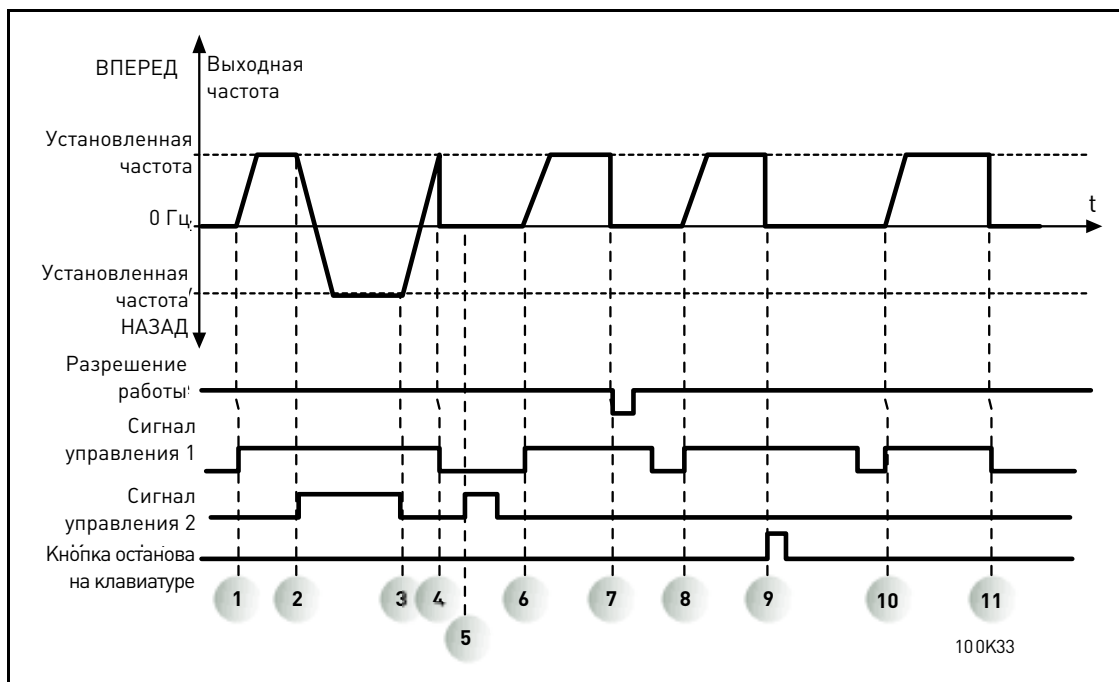 ВПЕРЕД
Выходная
частота
Установленная
частота
0 Гц
t
Установленная
частота
НАЗАД
Разрешение
работы
Сигнал
управления 1
Сигнал
управления 2
Кнопка останова
на клавиатуре
1
2
3
4
5
6
7
8
9
10
11
100K33